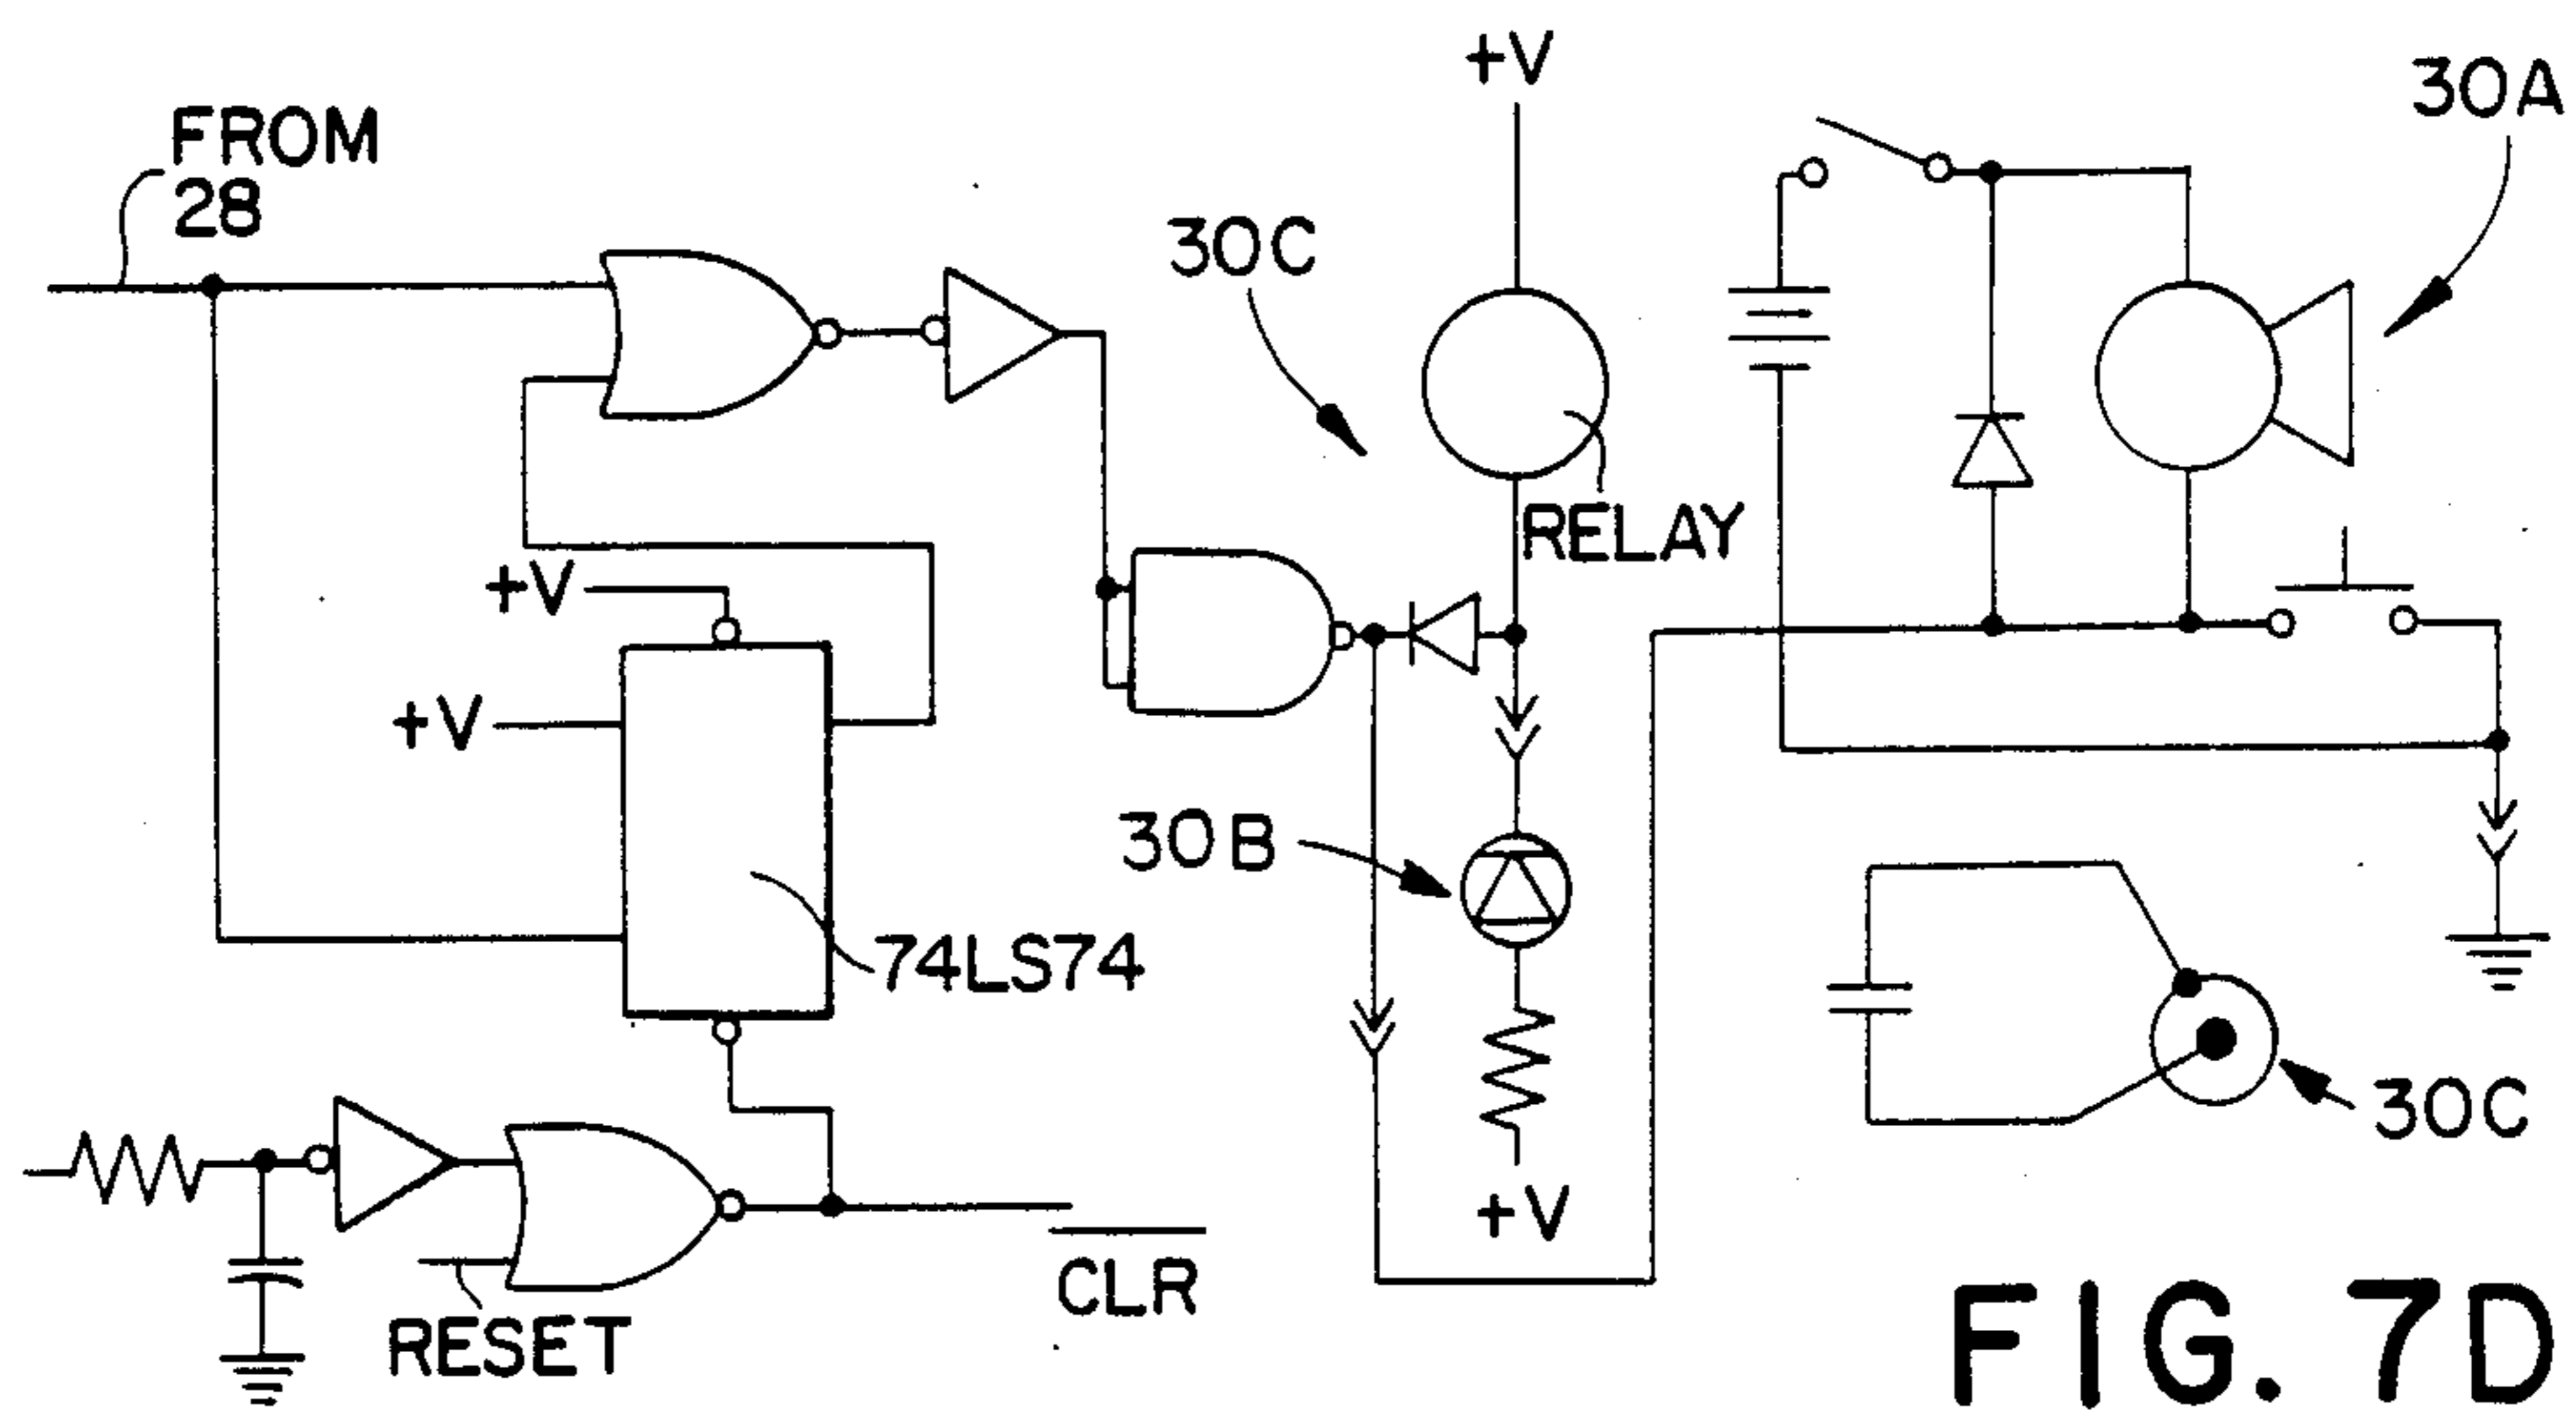 +V
30A
FROM
28
30C
RELAY
+V
+V
30B
74LS74
30C
+V
CLR
RESET
FIG. 7D